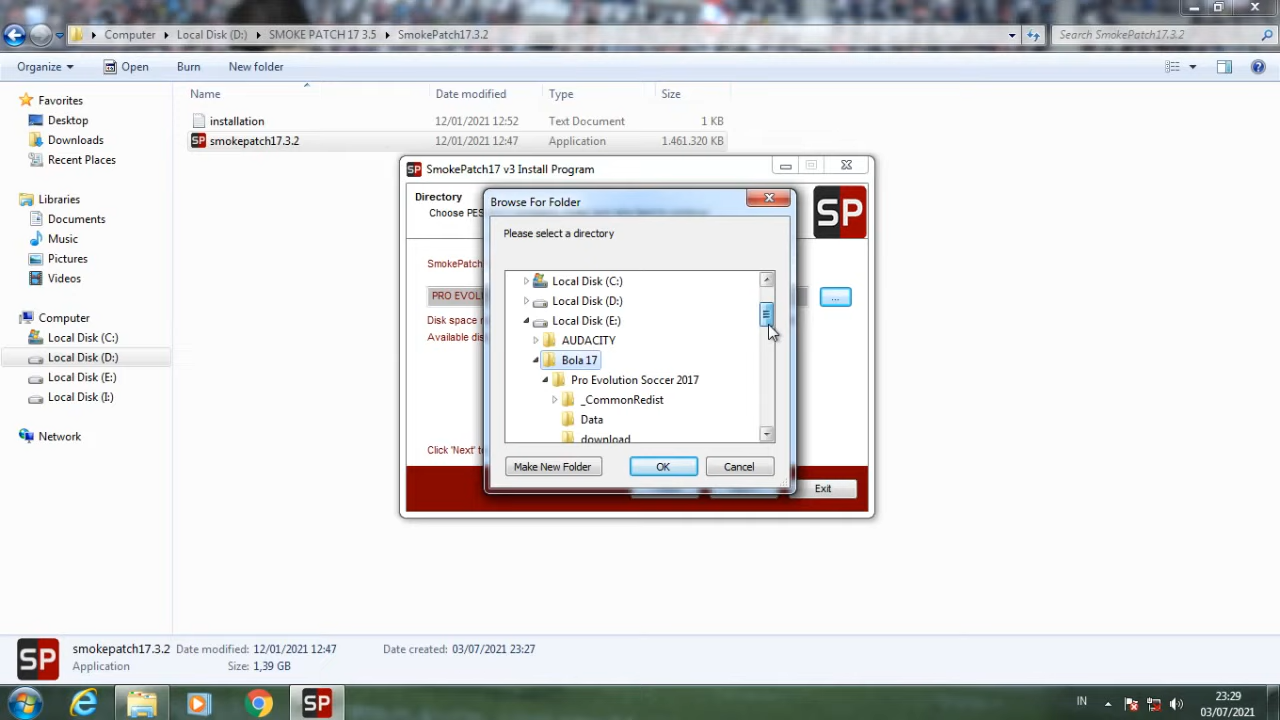 Computer
Local Disk (D:)
SMOKE PATCH 17 3.5
SmokePatch17.3.2
Search SmokePatch17.3.2
Organize
Open
Burn
New folder
Name
Date modified
Type
Size
Favorites
Desktop
Downloads
Recent Places
Libraries
Documents
Music
Pictures
Videos
Computer
Local Disk (C:)
Local Disk (D:)
Local Disk (E:)
Local Disk (I:)
Network
installation
12/01/2021 12:52
Text Document
1 KB
SP
smokepatch17.3.2
12/01/2021 12:47
Application
1.461.320 KB
SP
SmokePatch17 v3 Install Program
Directory
Choose PES
SP
SmokePatch
PRO EVOL
Disk space
Available
Click 'Next' to
Exit
Browse For Folder
Please select a directory
Local Disk (C:)
Local Disk (D:)
Local Disk (E:)
AUDACITY
Bola 17
Pro Evolution Soccer 2017
_CommonRedist
Data
download
Make New Folder
OK
Cancel
...
SP
smokepatch17.3.2
Date modified: 12/01/2021 12:47
Date created: 03/07/2021 23:27
Application
Size: 1,39 GB
SP
IN
23:29
03/07/2021